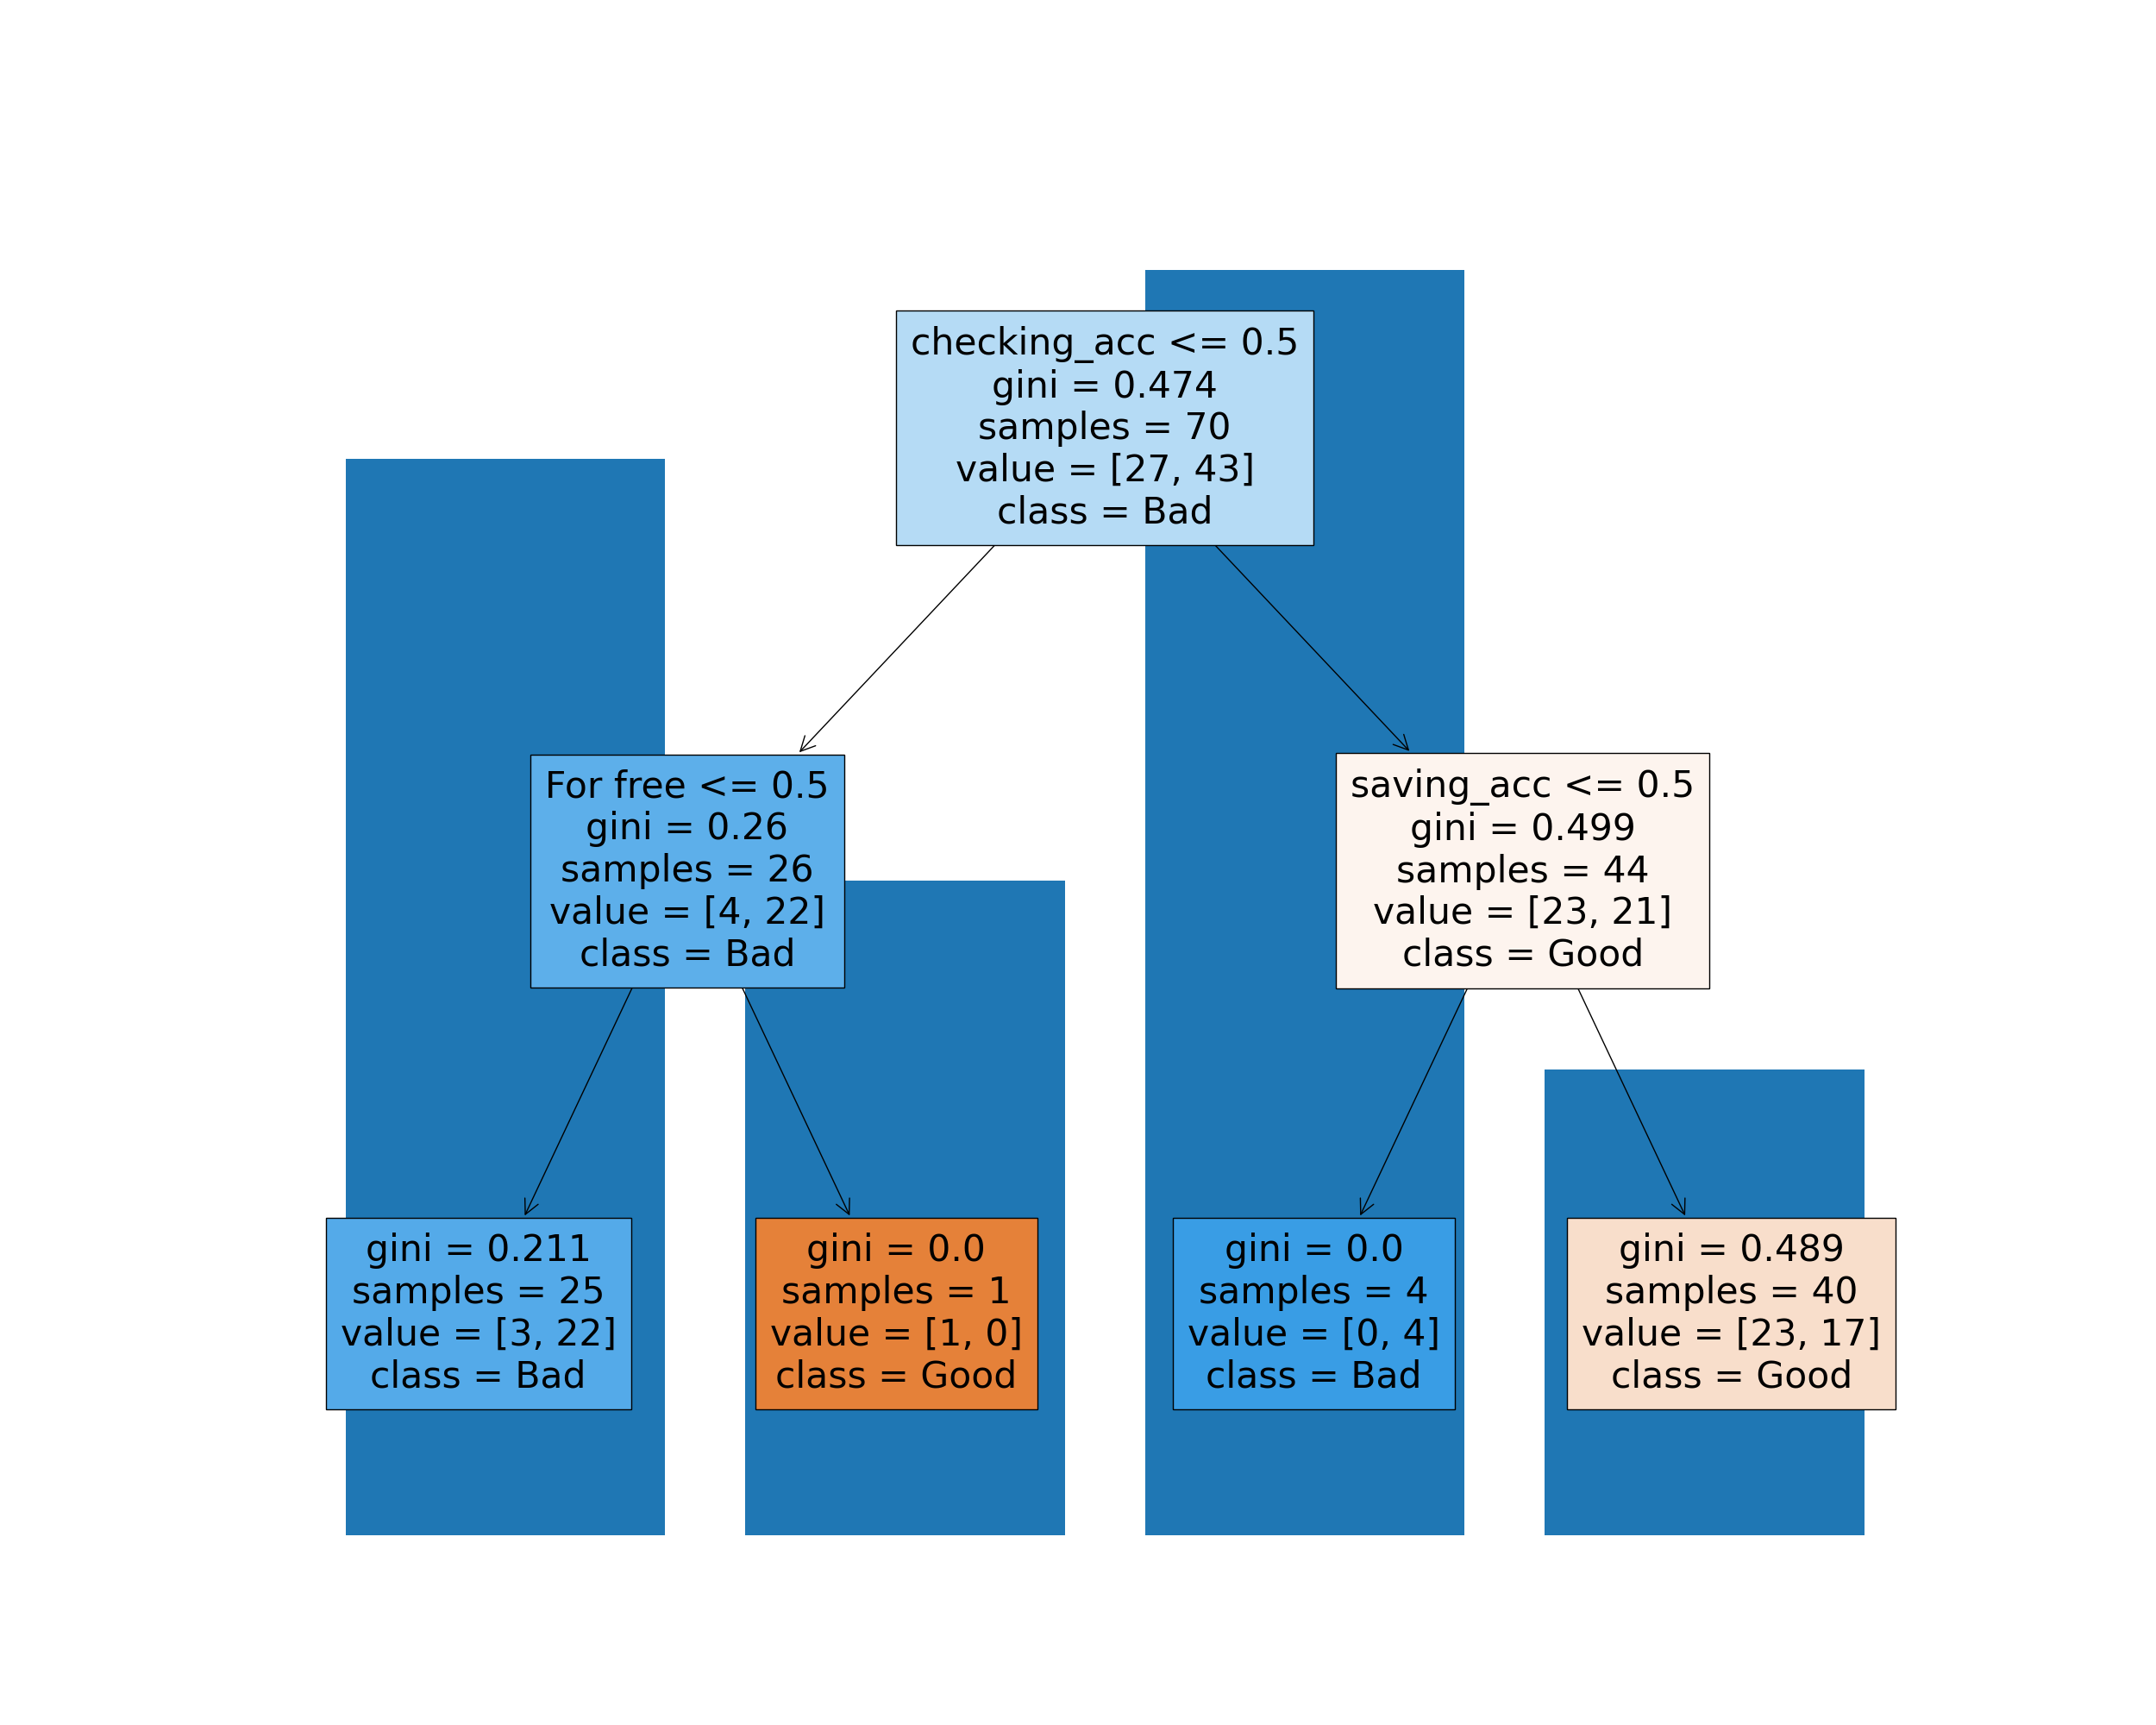 checking_acc <= 0.5
gini = 0.474
samples = 70
value = [27, 43]
class = Bad
For free <= 0.5
gini = 0.26
samples = 26
value = [4, 22]
class = Bad
saving_acc <= 0.5
gini = 0.499
samples = 44
value = [23, 21]
class = Good
gini = 0.211
samples = 25
value = [3, 22]
class = Bad
gini = 0.0
samples = 1
value = [1, 0]
class = Good
gini = 0.0
samples = 4
value = [0, 4]
class = Bad
gini = 0.489
samples = 40
value = [23, 17]
class = Good